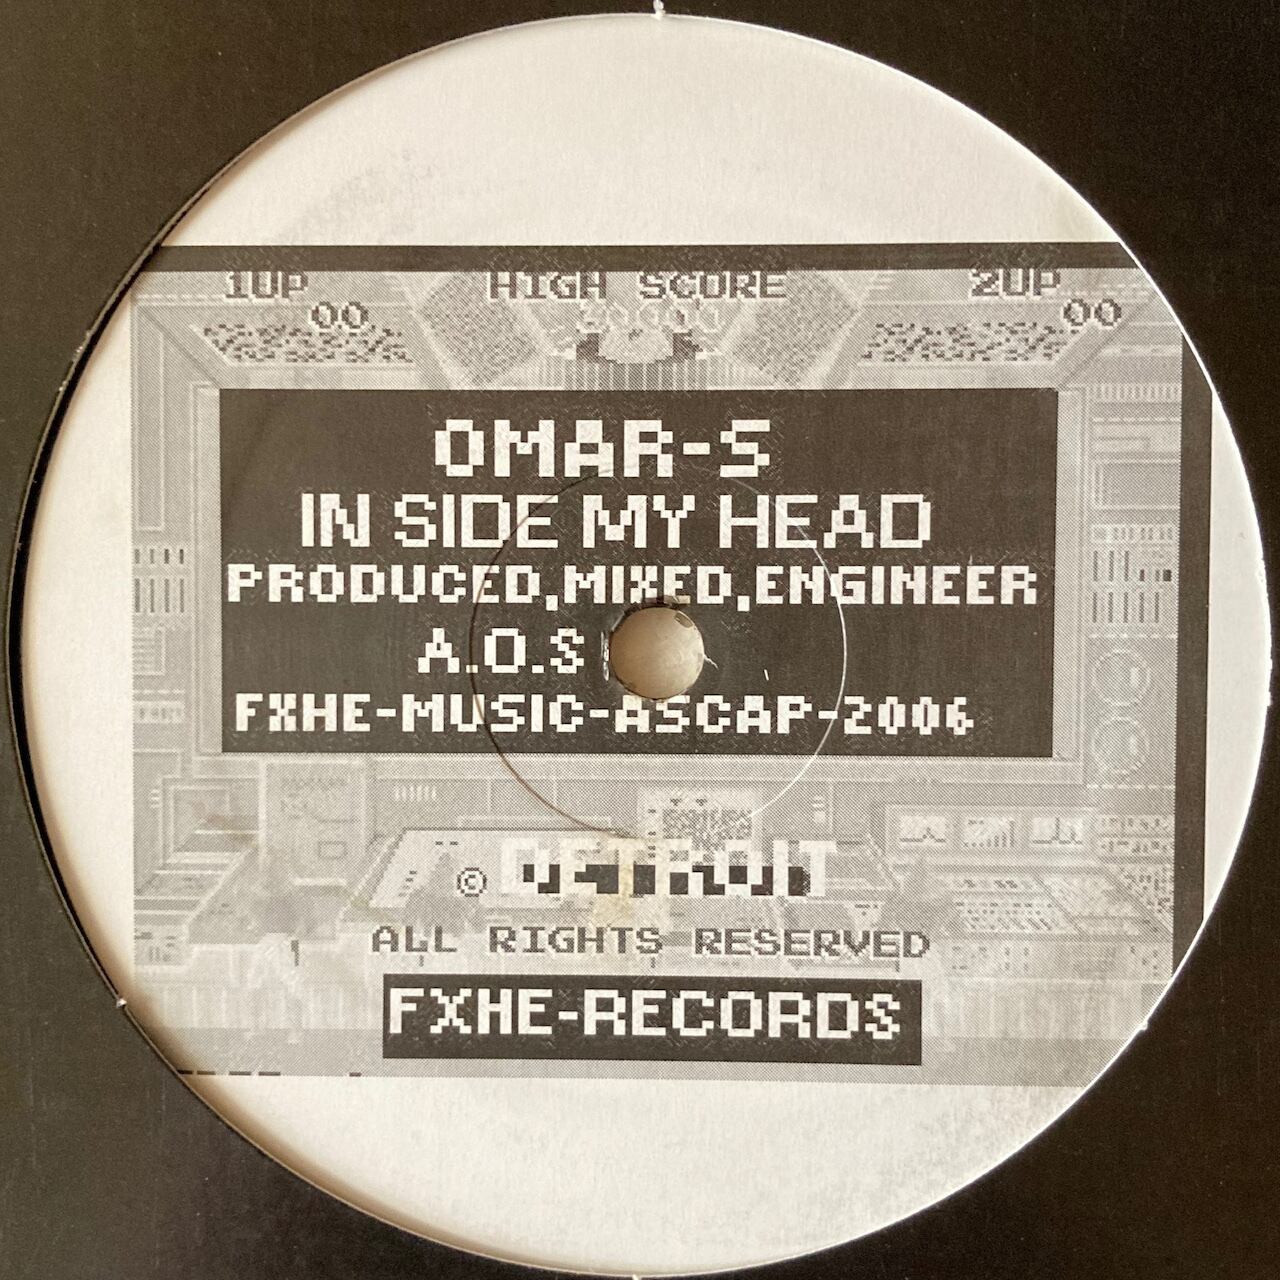 1UP HIGH SCORE 2UP
00 30000 00
OMAR-S
IN SIDE MY HEAD
PRODUCED,MIXED,ENGINEER
A.O.S
FXHE-MUSIC-ASCAP-2006
© DETROIT
ALL RIGHTS RESERVED
FXHE-RECORDS